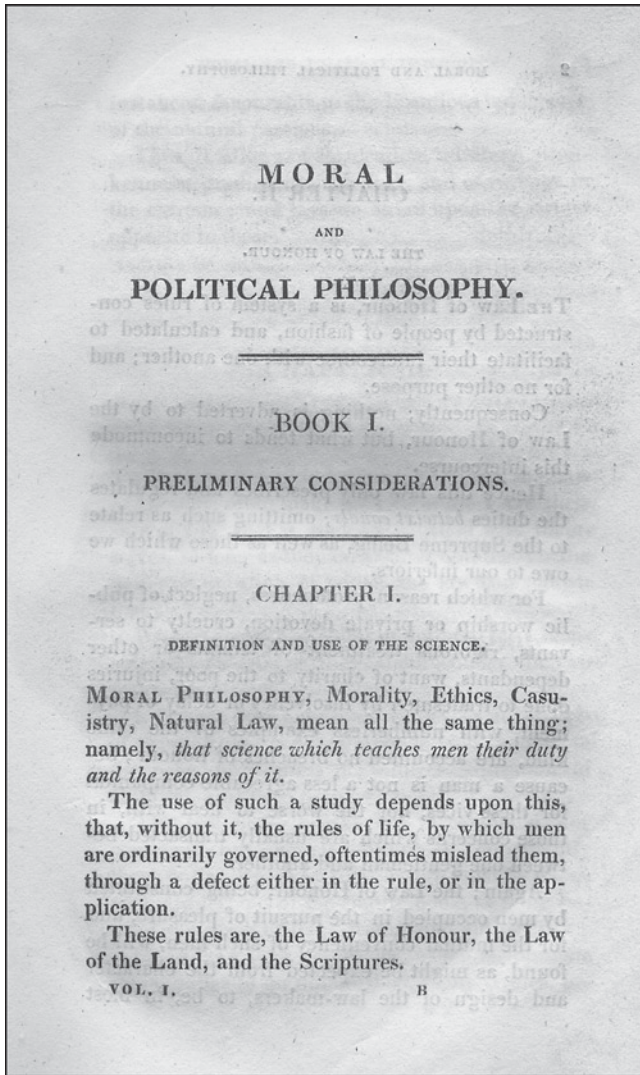 MORAL
AND
POLITICAL PHILOSOPHY.
BOOK I.
PRELIMINARY CONSIDERATIONS.
CHAPTER I.
DEFINITION AND USE OF THE SCIENCE.
MORAL PHILOSOPHY, Morality, Ethics, Casu-
istry, Natural Law, mean all the same thing;
namely, that science which teaches men their duty
and the reasons of it.
The use of such a study depends upon this,
that, without it, the rules of life, by which men
are ordinarily governed, oftentimes mislead them,
through a defect either in the rule, or in the ap-
plication.
These rules are, the Law of Honour, the Law
of the Land, and the Scriptures.
VOL. I. B